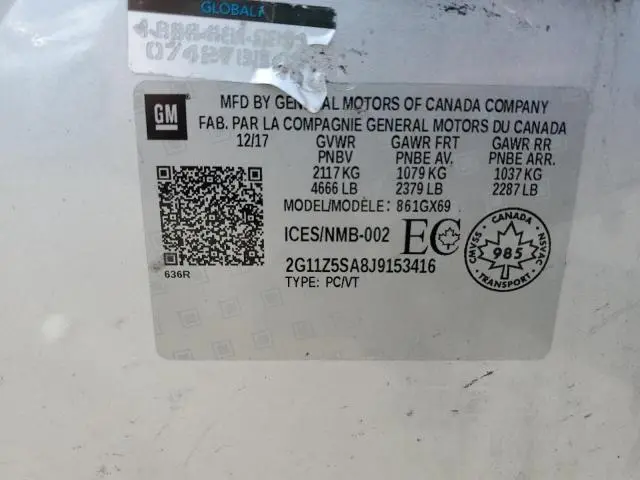 GLOBAL A
GM
MFD BY GENERAL MOTORS OF CANADA COMPANY
FAB. PAR LA COMPAGNIE GENERAL MOTORS DU CANADA
12/17 GVWR GAWR FRT GAWR RR
PNBV PNBE AV. PNBE ARR.
2117 KG 1079 KG 1037 KG
4666 LB 2379 LB 2287 LB
MODEL/MODÈLE: 861GX69
ICES/NMB-002 EC
CANADA
CMVSS 985 NSVAC
TRANSPORT
2G11Z5SA8J9153416
636R
TYPE: PC/VT